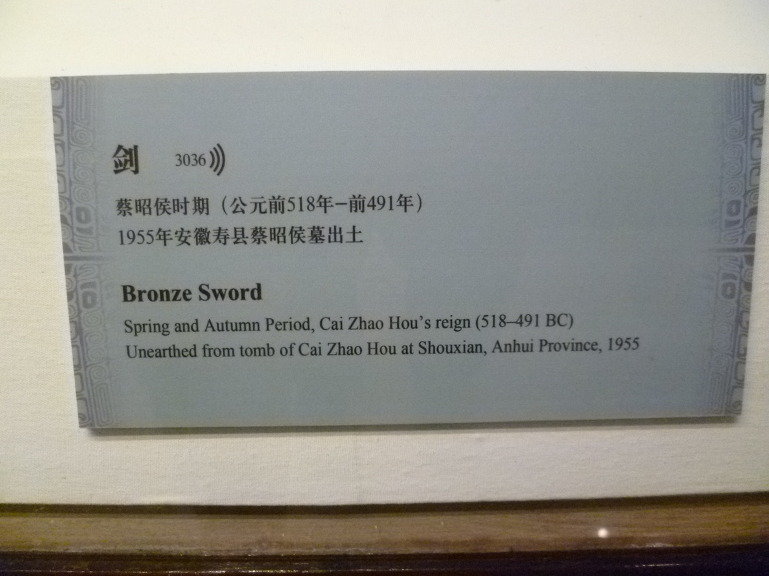 剑 3036
蔡昭侯时期（公元前518年–前491年）
1955年安徽寿县蔡昭侯墓出土
Bronze Sword
Spring and Autumn Period, Cai Zhao Hou's reign (518–491 BC)
Unearthed from tomb of Cai Zhao Hou at Shouxian, Anhui Province, 1955